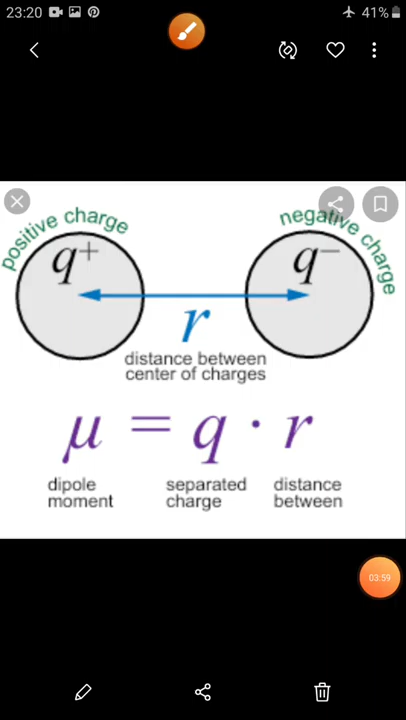 23:20
41%
positive charge
negative charge
q+
q−
r
distance between
center of charges
μ = q · r
dipole
moment
separated
charge
distance
between
03:59